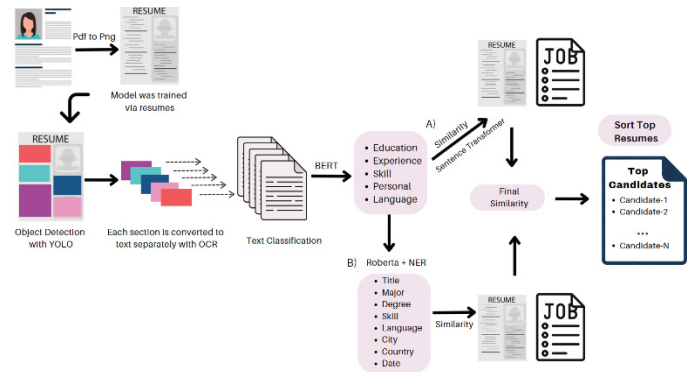 Pdf to Png
RESUME
Model was trained
via resumes
RESUME
Object Detection
with YOLO
Each section is converted to
text separately with OCR
Text Classification
BERT
• Education
• Experience
• Skill
• Personal
• Language
A)
Similarity
Sentence Transformer
RESUME
JOB
Final
Similarity
B) Roberta + NER
• Title
• Major
• Degree
• Skill
• Language
• City
• Country
• Date
Similarity
RESUME
JOB
Sort Top
Resumes
Top
Candidates
• Candidate-1
• Candidate-2
...
• Candidate-N